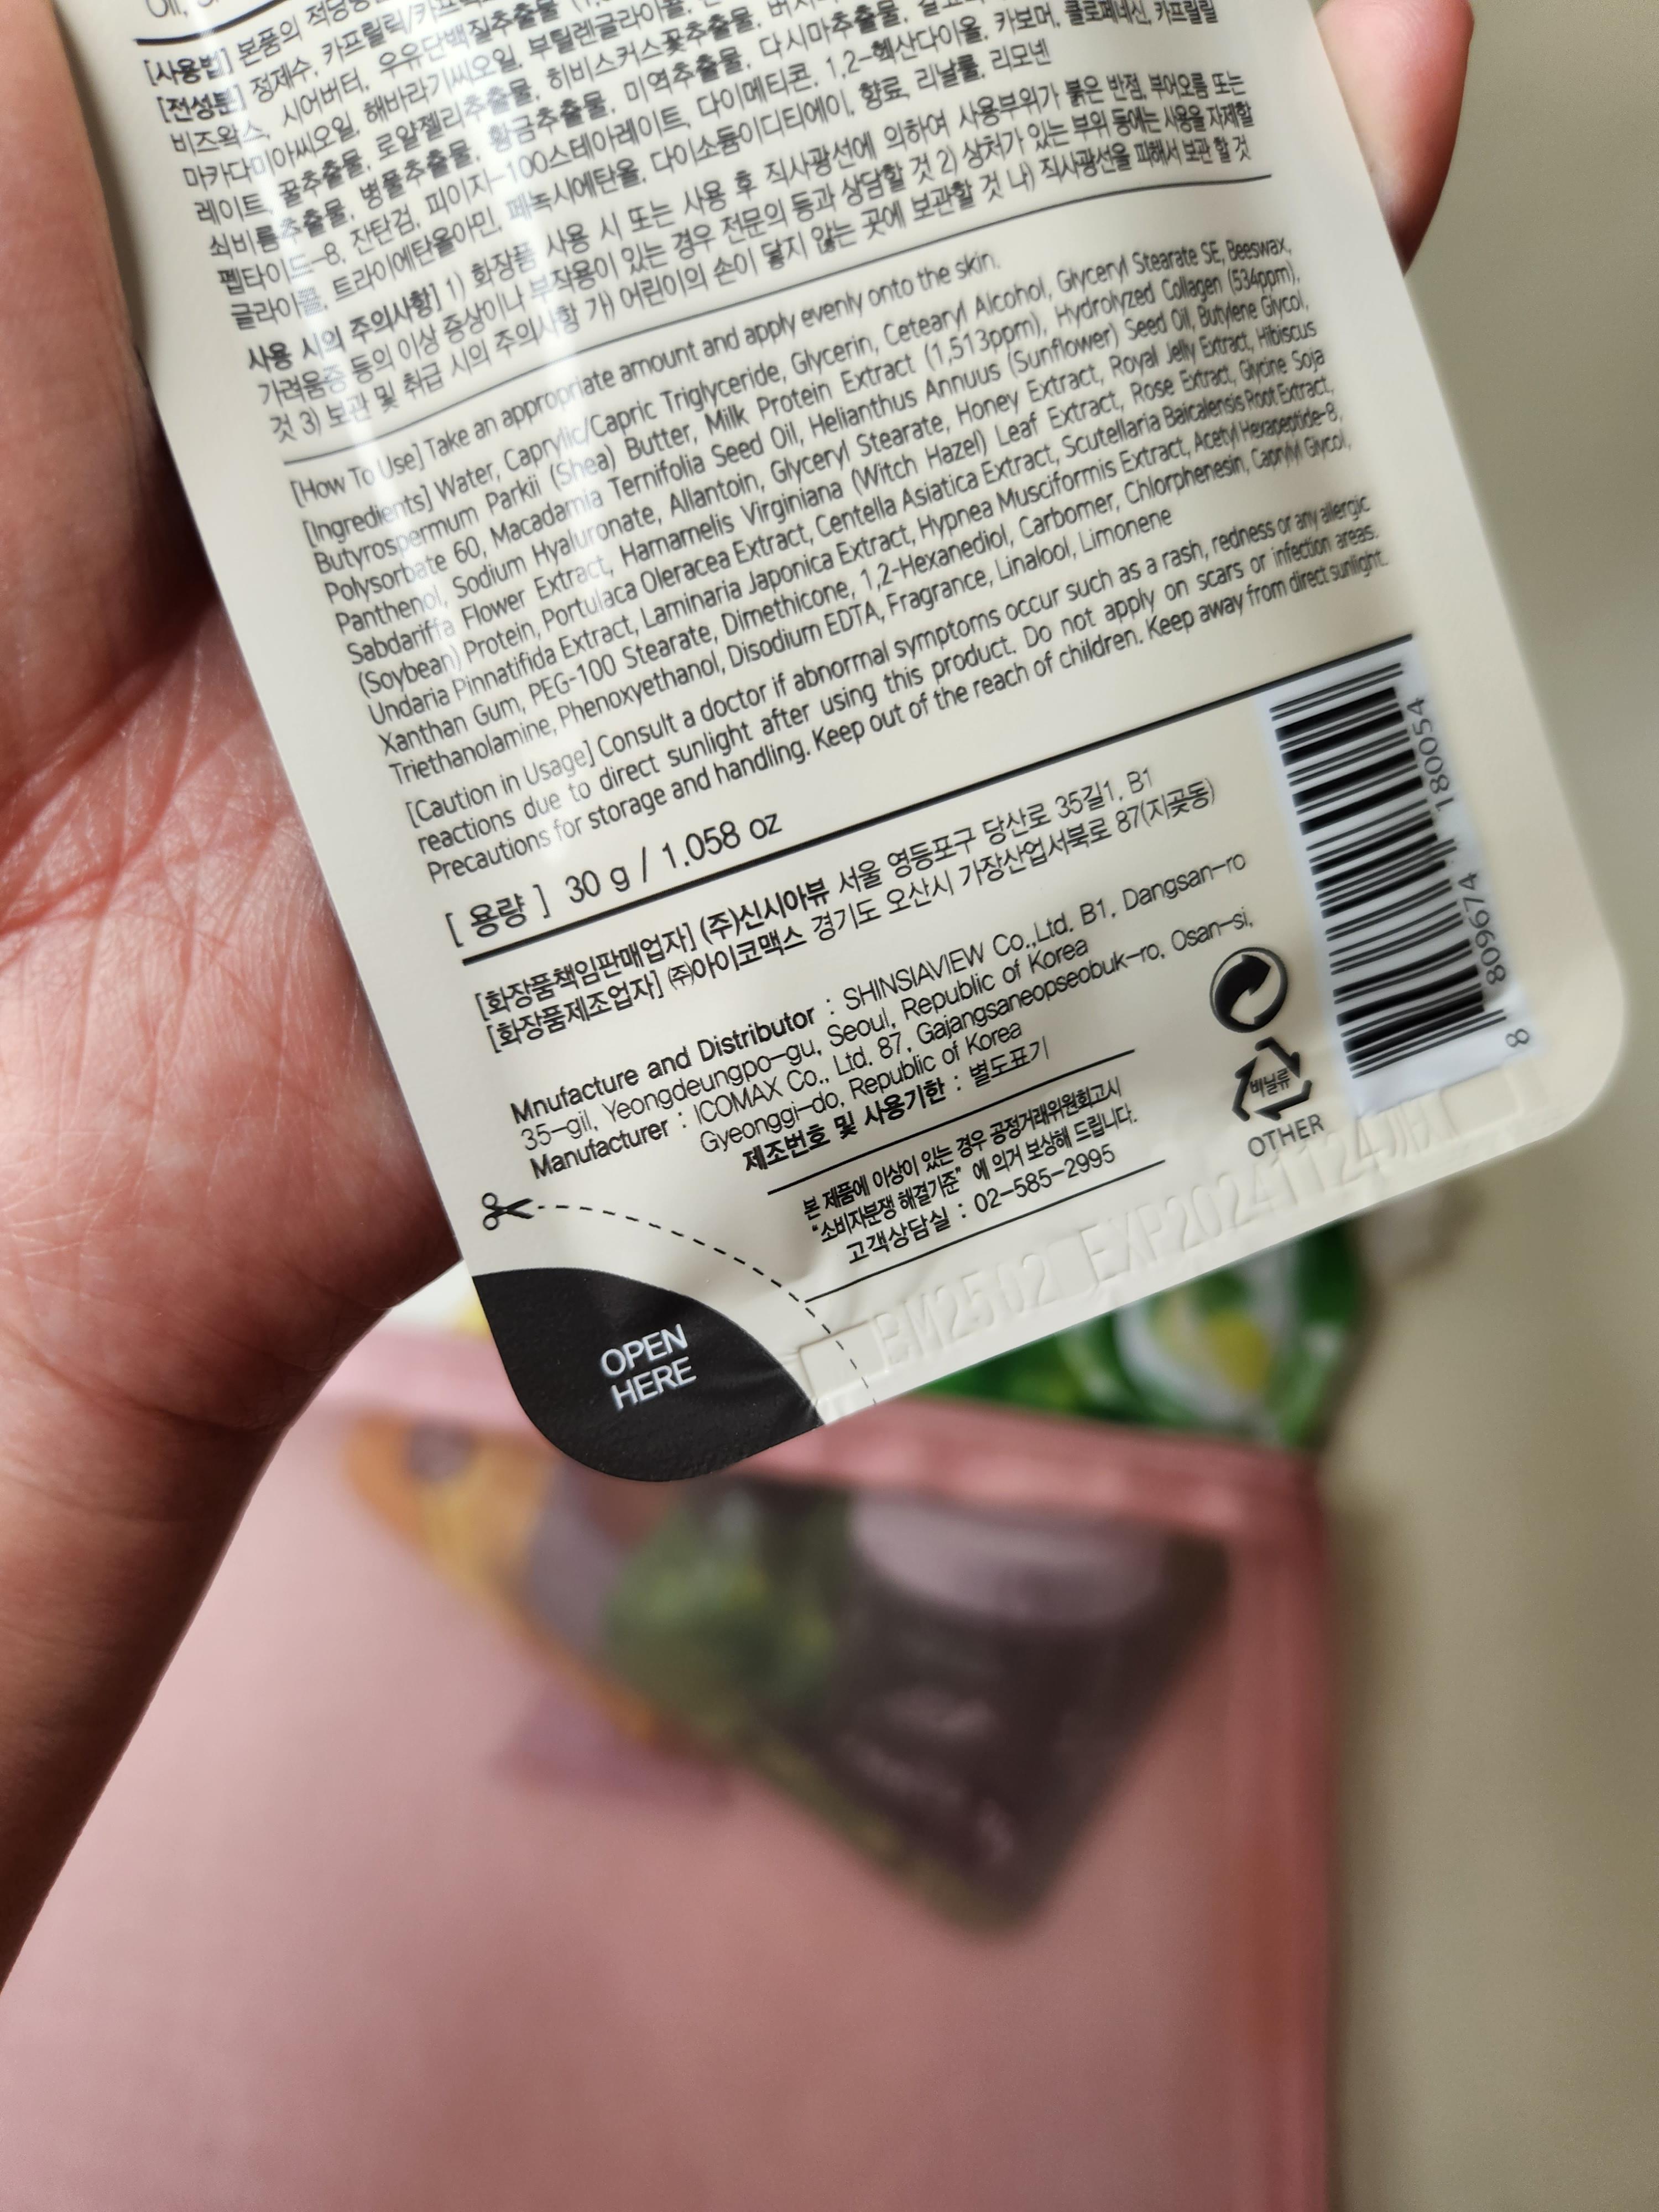 [사용법] 본품의
[전성분] 정제수, 카프릴릭/카프
비즈왁스, 시어버터, 우유단백질추출물
마카다미아씨오일, 해바라기씨오일, 부틸렌글라이콜,
레이트, 꿀추출물, 로얄젤리추출물, 히비스커스꽃추출물,
쇠비름추출물, 병풀추출물, 황금추출물, 미역추출물, 다시마추출물,
펩타이드-8, 잔탄검, 피이지-100스테아레이트, 다이메티콘, 1,2-헥산다이올, 카보머, 클로페네신, 카프릴릴
글라이콜, 트라이에탄올아민, 페녹시에탄올, 다이소듐이디티에이, 향료, 리날룰, 리모넨
사용 시의 주의사항] 1) 화장품 사용 시 또는 사용 후 직사광선에 의하여 사용부위가 붉은 반점, 부어오름 또는
가려움증 등의 이상 증상이나 부작용이 있는 경우 전문의 등과 상담할 것 2) 상처가 있는 부위 등에는 사용을 자제할
것 3) 보관 및 취급 시의 주의사항 가) 어린이의 손이 닿지 않는 곳에 보관할 것 나) 직사광선을 피해서 보관 할 것
[How To Use] Take an appropriate amount and apply evenly onto the skin.
[Ingredients] Water, Caprylic/Capric Triglyceride, Glycerin, Cetearyl Alcohol, Glyceryl Stearate SE, Beeswax,
Butyrospermum Parkii (Shea) Butter, Milk Protein Extract (1,513ppm), Hydrolyzed Collagen (534ppm),
Polysorbate 60, Macadamia Ternifolia Seed Oil, Helianthus Annuus (Sunflower) Seed Oil, Butylene Glycol,
Panthenol, Sodium Hyaluronate, Allantoin, Glyceryl Stearate, Honey Extract, Royal Jelly Extract, Hibiscus
Sabdariffa Flower Extract, Hamamelis Virginiana (Witch Hazel) Leaf Extract, Rose Extract, Glycine Soja
(Soybean) Protein, Portulaca Oleracea Extract, Centella Asiatica Extract, Scutellaria Baicalensis Root Extract,
Undaria Pinnatifida Extract, Laminaria Japonica Extract, Hypnea Musciformis Extract, Acetyl Hexapeptide-8,
Xanthan Gum, PEG-100 Stearate, Dimethicone, 1,2-Hexanediol, Carbomer, Chlorphenesin, Caprylyl Glycol,
Triethanolamine, Phenoxyethanol, Disodium EDTA, Fragrance, Linalool, Limonene
[Caution in Usage] Consult a doctor if abnormal symptoms occur such as a rash, redness or any allergic
reactions due to direct sunlight after using this product. Do not apply on scars or infection areas.
Precautions for storage and handling. Keep out of the reach of children. Keep away from direct sunlight.
[ 용량 ] 30 g / 1.058 oz
[화장품책임판매업자] (주)신시아뷰 서울 영등포구 당산로 35길1, B1
[화장품제조업자] ㈜아이코맥스 경기도 오산시 가장산업서북로 87(지곶동)
Mnufacture and Distributor : SHINSIAVIEW Co.,Ltd. B1, Dangsan-ro
35-gil, Yeongdeungpo-gu, Seoul, Republic of Korea
Manufacturer : ICOMAX Co., Ltd. 87, Gajangsaneopseobuk-ro, Osan-si,
Gyeonggi-do, Republic of Korea
제조번호 및 사용기한 : 별도표기
본 제품에 이상이 있는 경우 공정거래위원회고시
"소비자분쟁 해결기준" 에 의거 보상해 드립니다.
고객상담실 : 02-585-2995
비닐류
OTHER
8 809674 180054
OPEN
HERE
BM2502 EXP20241124